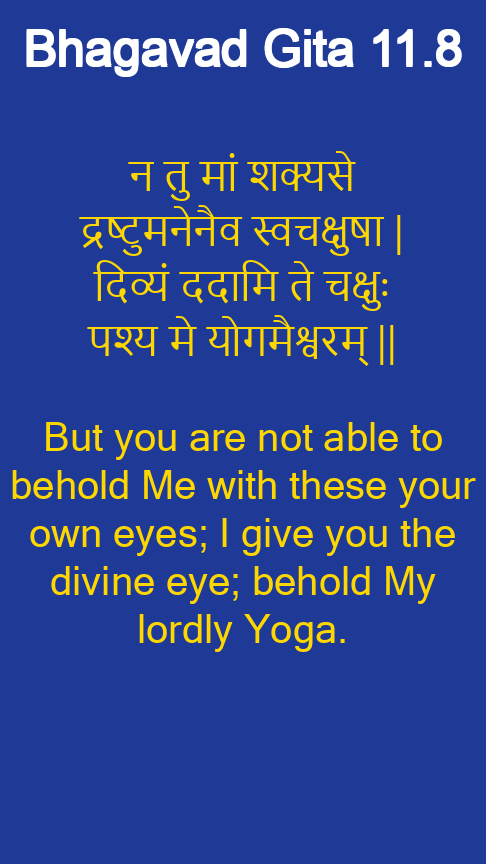 Bhagavad Gita 11.8
न तु मां शक्यसे
द्रष्टुमनेनैव स्वचक्षुषा |
दिव्यं ददामि ते चक्षुः
पश्य मे योगमैश्वरम् ||
But you are not able to
behold Me with these your
own eyes; I give you the
divine eye; behold My
lordly Yoga.